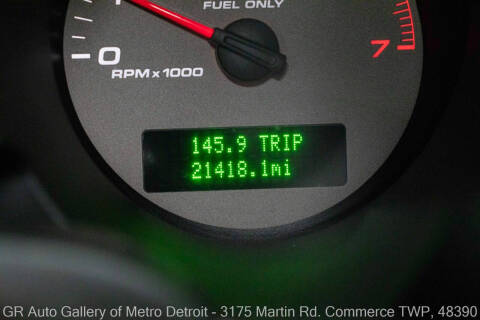 FUEL ONLY
1
0
7
RPM x 1000
145.9 TRIP
21418.1mi
GR Auto Gallery of Metro Detroit - 3175 Martin Rd. Commerce TWP, 48390